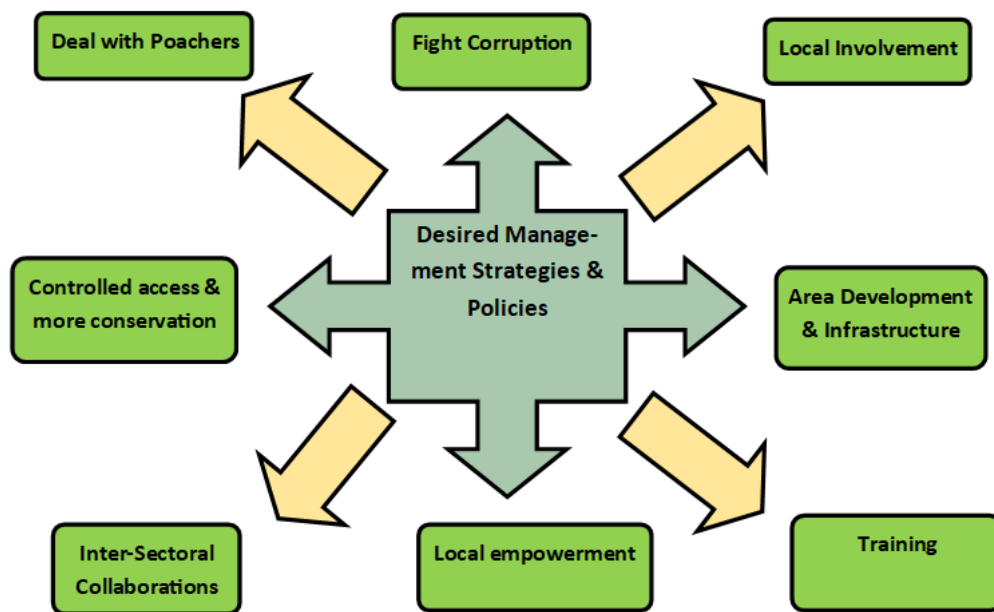 Deal with Poachers
Fight Corruption
Local Involvement
Desired Manage-
ment Strategies &
Policies
Controlled access &
more conservation
Area Development
& Infrastructure
Inter-Sectoral
Collaborations
Local empowerment
Training